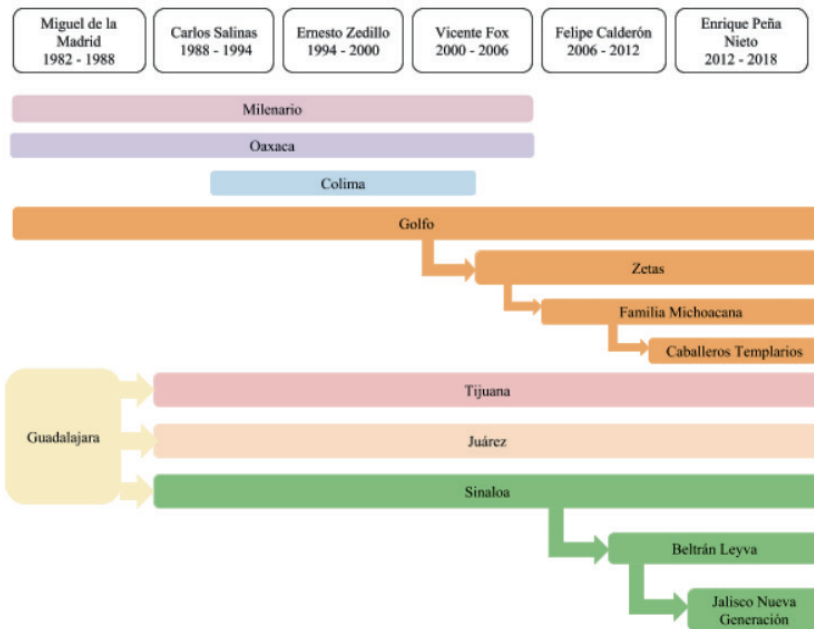 Miguel de la
Madrid
1982 - 1988
Carlos Salinas
1988 - 1994
Ernesto Zedillo
1994 - 2000
Vicente Fox
2000 - 2006
Felipe Calderón
2006 - 2012
Enrique Peña
Nieto
2012 - 2018
Milenario
Oaxaca
Colima
Golfo
Zetas
Familia Michoacana
Caballeros Templarios
Guadalajara
Tijuana
Juárez
Sinaloa
Beltrán Leyva
Jalisco Nueva
Generación